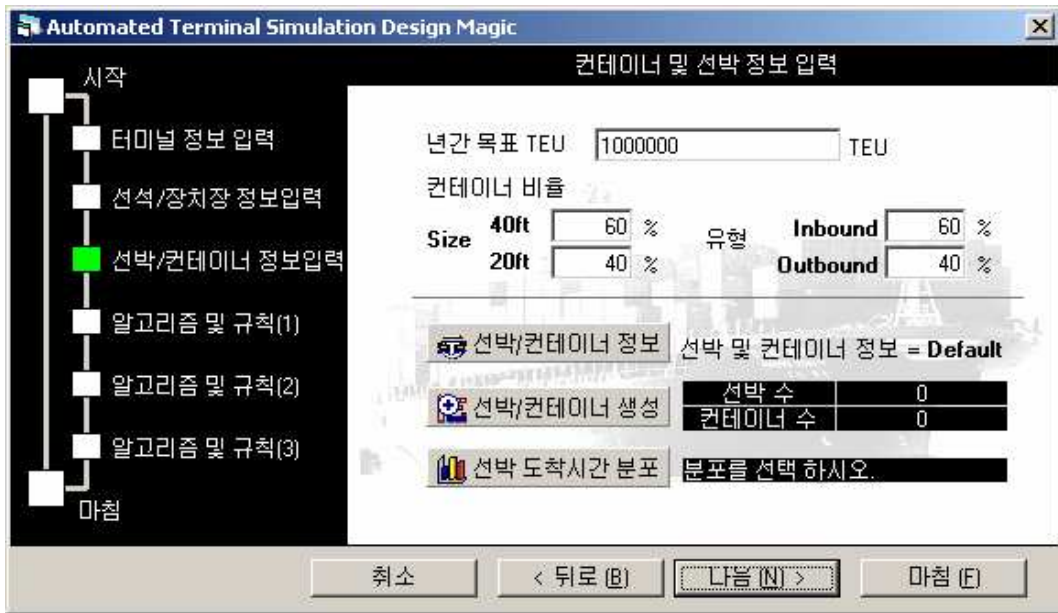 Automated Terminal Simulation Design Magic
시작
터미널 정보 입력
선석/장치장 정보입력
선박/컨테이너 정보입력
알고리즘 및 규칙(1)
알고리즘 및 규칙(2)
알고리즘 및 규칙(3)
마침
컨테이너 및 선박 정보 입력
년간 목표 TEU 1000000 TEU
컨테이너 비율
Size 40ft 60 % 유형 Inbound 60 %
20ft 40 % Outbound 40 %
선박/컨테이너 정보 선박 및 컨테이너 정보 = Default
선박/컨테이너 생성 선박 수 0
컨테이너 수 0
선박 도착시간 분포 분포를 선택 하시오.
취소 < 뒤로 (B) 다음 (N) > 마침 (F)